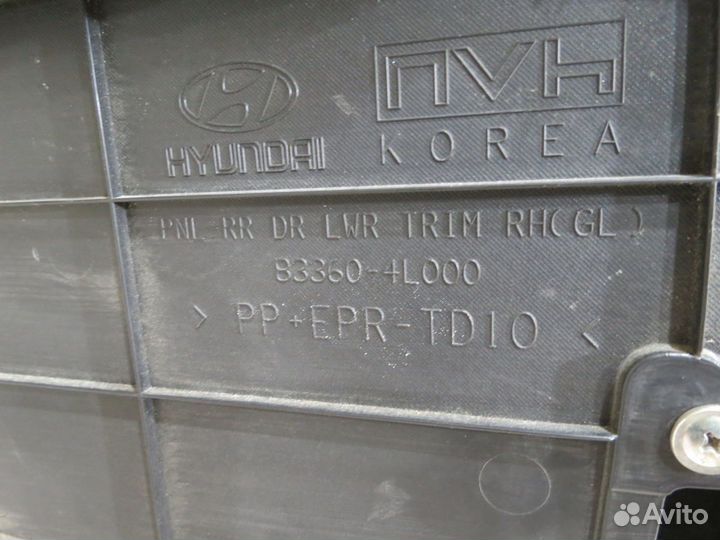 HYUNDAI
NVH
KOREA
PNL RR DR LWR TRIM RH(GL)
83360-4L000
> PP+EPR-TD10 <
Avito